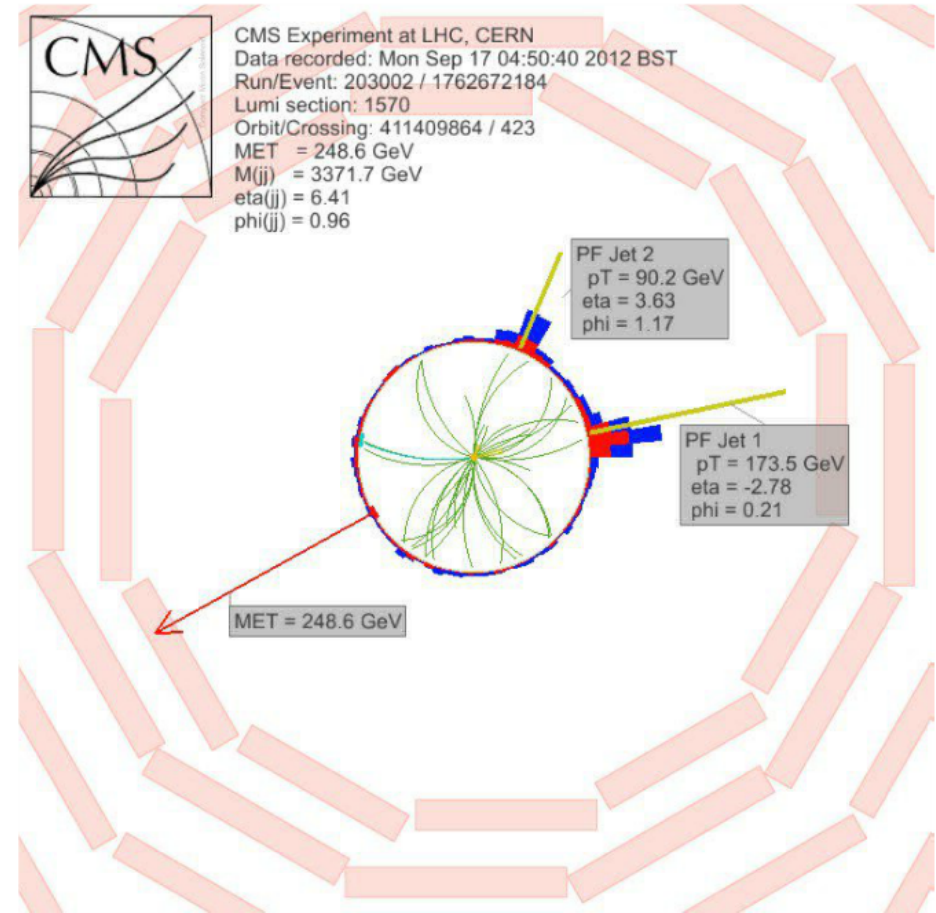 CMS
CMS Experiment at LHC, CERN
Data recorded: Mon Sep 17 04:50:40 2012 BST
Run/Event: 203002 / 1762672184
Lumi section: 1570
Orbit/Crossing: 411409864 / 423
MET = 248.6 GeV
M(jj) = 3371.7 GeV
eta(jj) = 6.41
phi(jj) = 0.96
PF Jet 2
pT = 90.2 GeV
eta = 3.63
phi = 1.17
PF Jet 1
pT = 173.5 GeV
eta = -2.78
phi = 0.21
MET = 248.6 GeV